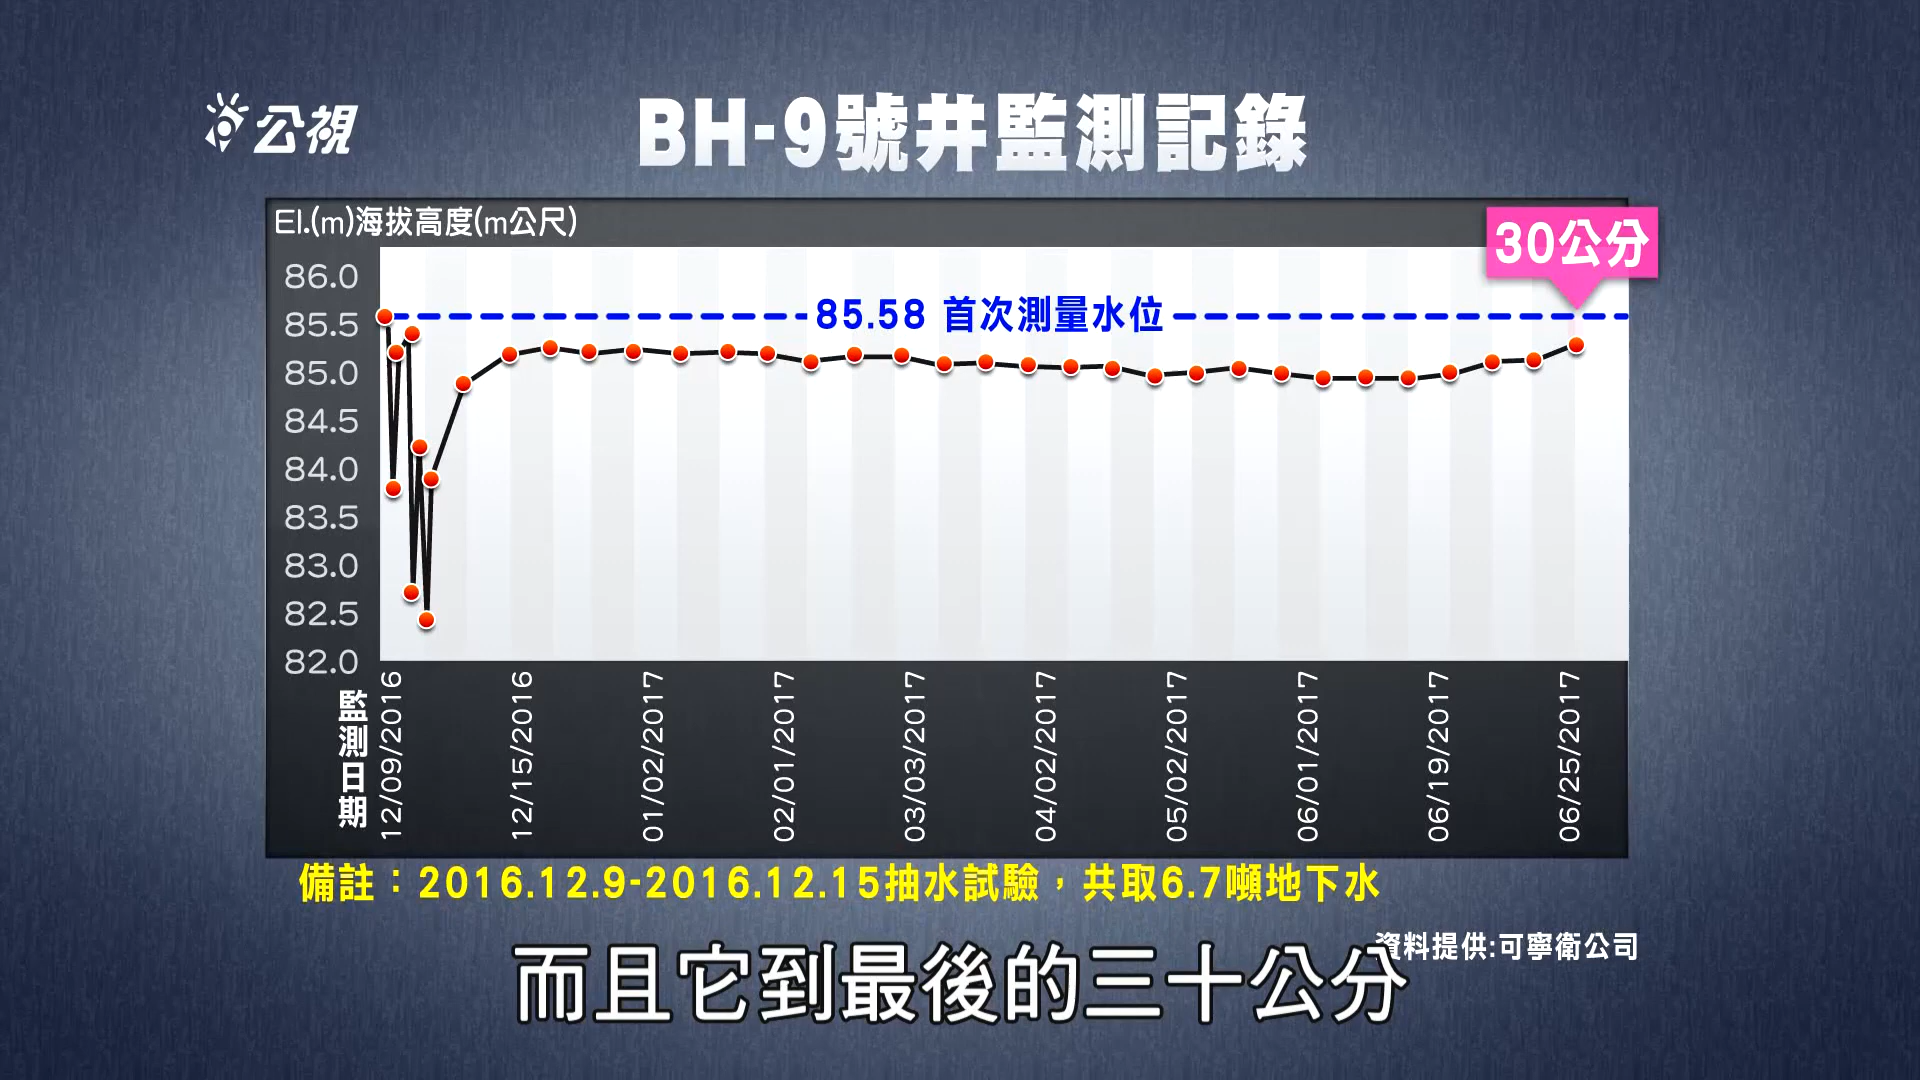 公視
BH-9號井監測記錄
El.(m)海拔高度(m公尺)
30公分
86.0
85.5
85.0
84.5
84.0
83.5
83.0
82.5
82.0
85.58 首次測量水位
監測日期
12/09/2016
12/15/2016
01/02/2017
02/01/2017
03/03/2017
04/02/2017
05/02/2017
06/01/2017
06/19/2017
06/25/2017
備註：2016.12.9-2016.12.15抽水試驗，共取6.7噸地下水
資料提供:可寧衛公司
而且它到最後的三十公分